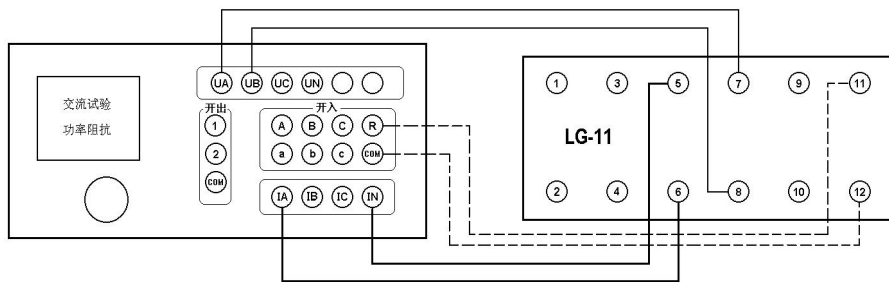 UA UB UC UN
开出 开入
交流试验
功率阻抗
1 A B C R
2 a b c COM
COM
IA IB IC IN
1 3 5 7 9 11
LG-11
2 4 6 8 10 12